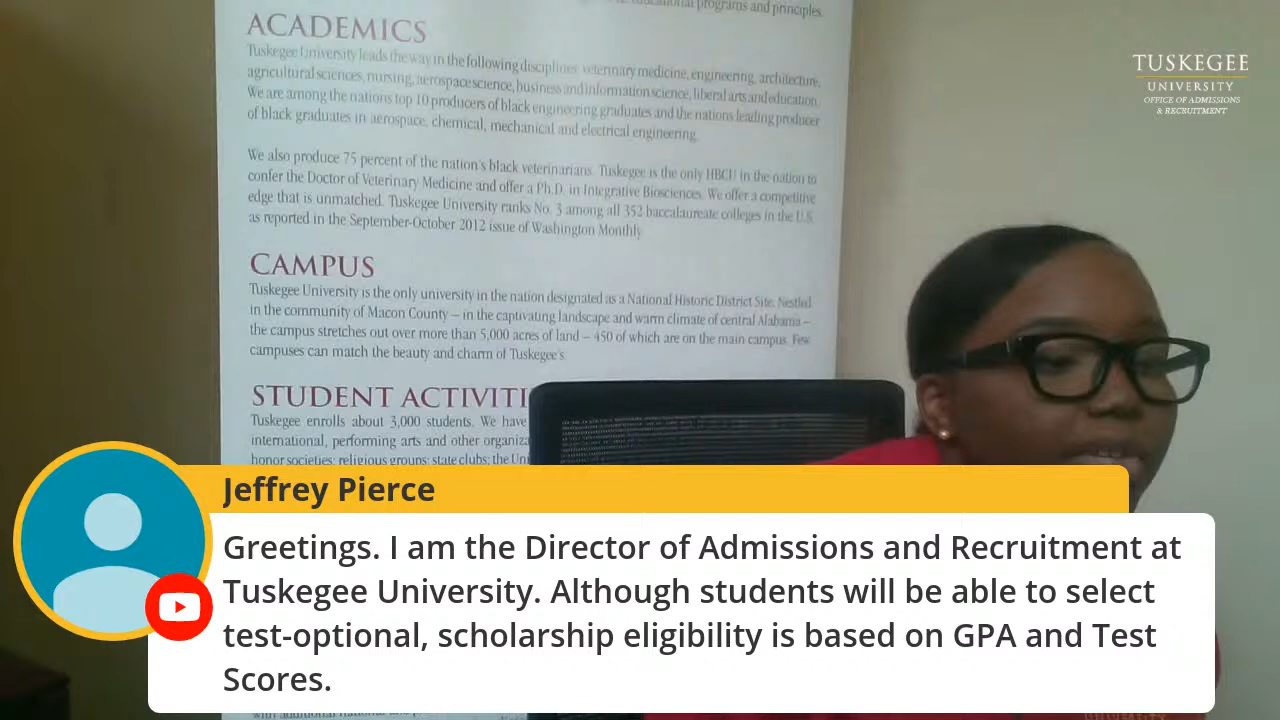 educational programs and principles.
ACADEMICS
Tuskegee University leads the way in the following disciplines: veterinary medicine, engineering, architecture,
agricultural sciences, nursing, aerospace science, business and information science, liberal arts and education.
We are among the nations top 10 producers of black engineering graduates and the nations leading producer
of black graduates in aerospace, chemical, mechanical and electrical engineering.
We also produce 75 percent of the nation's black veterinarians. Tuskegee is the only HBCU in the nation to
confer the Doctor of Veterinary Medicine and offer a Ph.D. in Integrative Biosciences. We offer a competitive
edge that is unmatched. Tuskegee University ranks No. 3 among all 352 baccalaureate colleges in the U.S.
as reported in the September-October 2012 issue of Washington Monthly.
CAMPUS
Tuskegee University is the only university in the nation designated as a National Historic District Site. Nestled
in the community of Macon County – in the captivating landscape and warm climate of central Alabama –
the campus stretches out over more than 5,000 acres of land – 450 of which are on the main campus. Few
campuses can match the beauty and charm of Tuskegee's.
STUDENT ACTIVITI
Tuskegee enrolls about 3,000 students. We have
international, performing arts and other organiza
honor societies; religious groups; state clubs; the Uni
TUSKEGEE
UNIVERSITY
OFFICE OF ADMISSIONS
& RECRUITMENT
Jeffrey Pierce
Greetings. I am the Director of Admissions and Recruitment at
Tuskegee University. Although students will be able to select
test-optional, scholarship eligibility is based on GPA and Test
Scores.